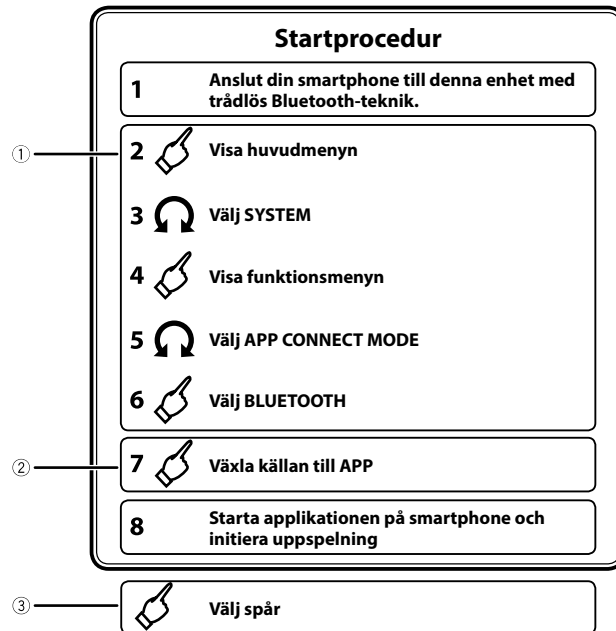 Startprocedur
1 Anslut din smartphone till denna enhet med
trådlös Bluetooth-teknik.
① 2 Visa huvudmenyn
3 Välj SYSTEM
4 Visa funktionsmenyn
5 Välj APP CONNECT MODE
6 Välj BLUETOOTH
② 7 Växla källan till APP
8 Starta applikationen på smartphone och
initiera uppspelning
③ Välj spår